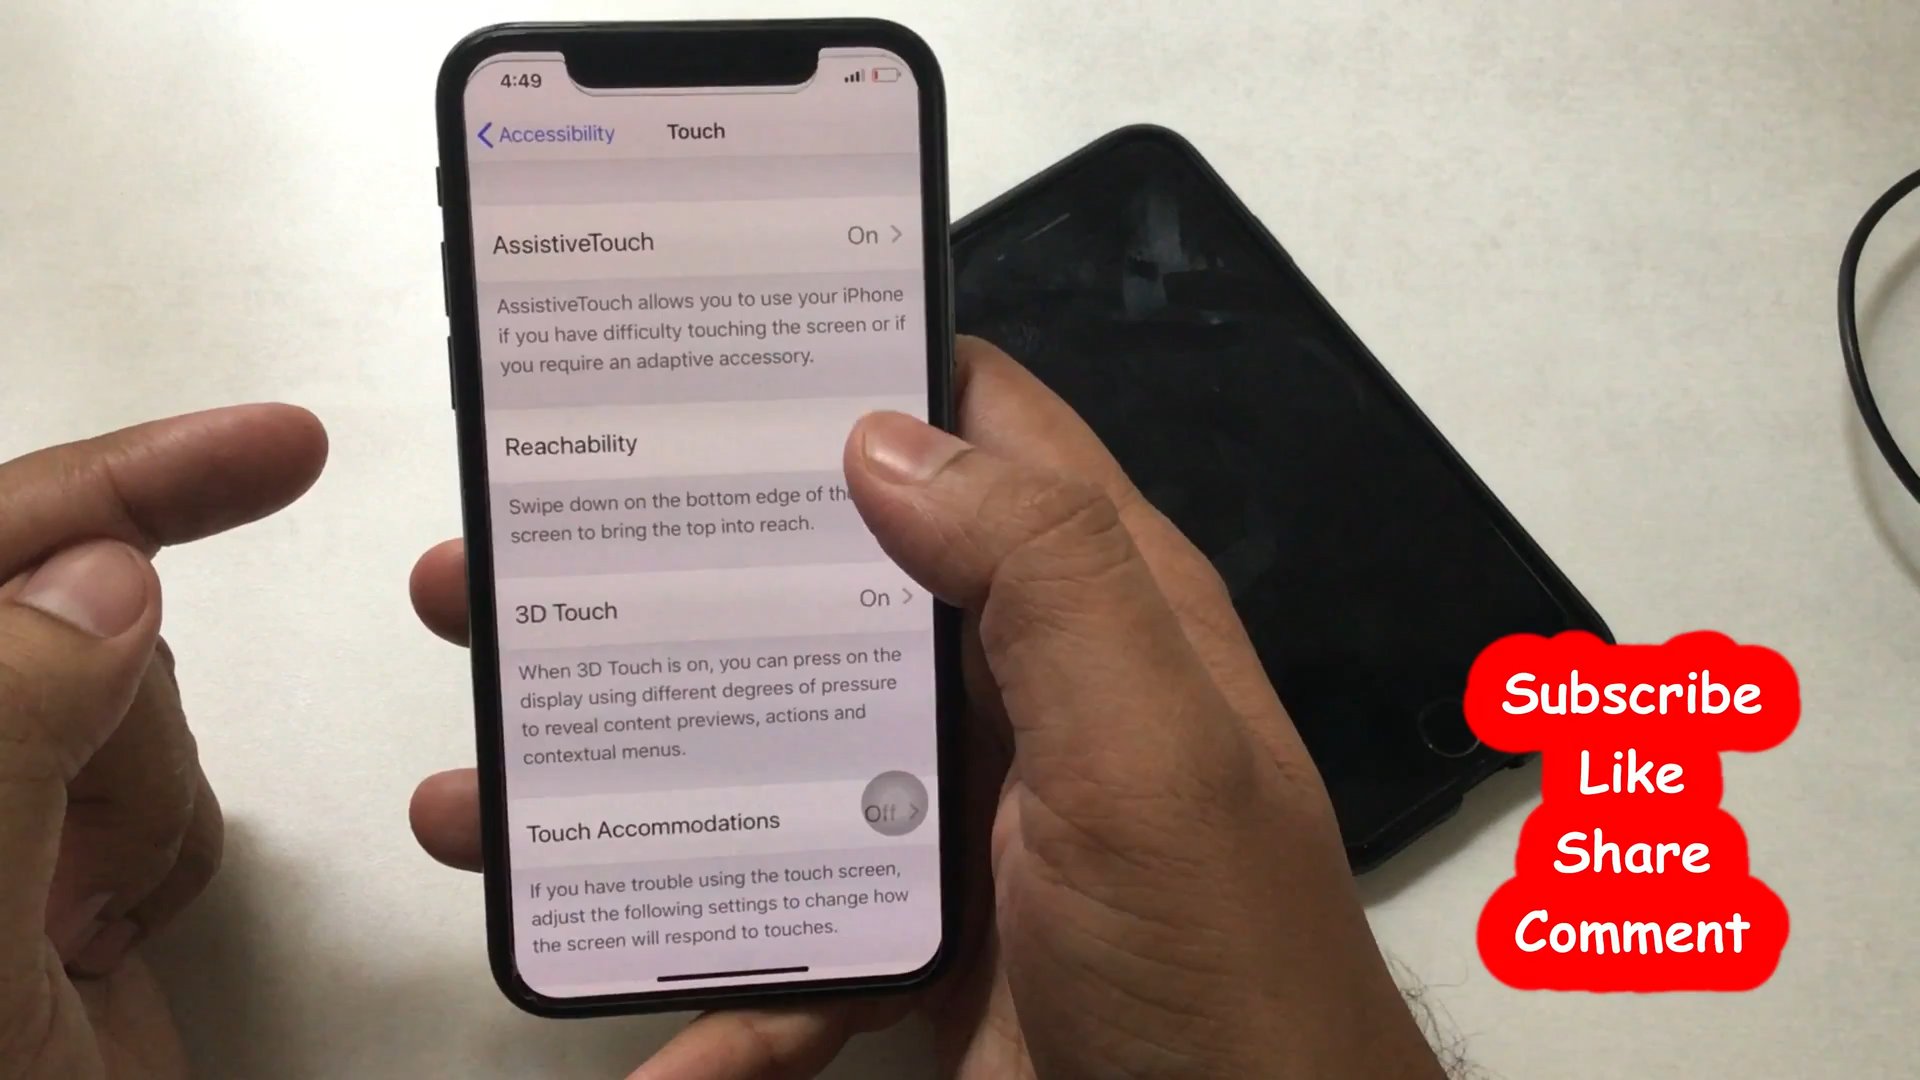 4:49
Accessibility
Touch
AssistiveTouch
On
AssistiveTouch allows you to use your iPhone
if you have difficulty touching the screen or if
you require an adaptive accessory.
Reachability
Swipe down on the bottom edge of the
screen to bring the top into reach.
3D Touch
On
When 3D Touch is on, you can press on the
display using different degrees of pressure
to reveal content previews, actions and
contextual menus.
Touch Accommodations
Off
If you have trouble using the touch screen,
adjust the following settings to change how
the screen will respond to touches.
Subscribe
Like
Share
Comment